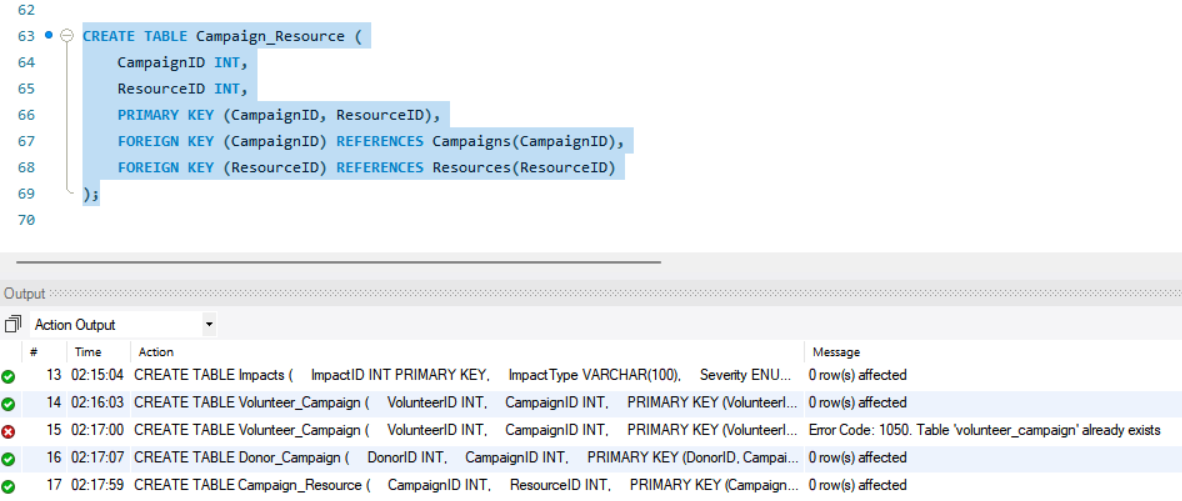 62
63 CREATE TABLE Campaign_Resource (
64 CampaignID INT,
65 ResourceID INT,
66 PRIMARY KEY (CampaignID, ResourceID),
67 FOREIGN KEY (CampaignID) REFERENCES Campaigns(CampaignID),
68 FOREIGN KEY (ResourceID) REFERENCES Resources(ResourceID)
69 );
70
Output
Action Output
# Time Action Message
13 02:15:04 CREATE TABLE Impacts ( ImpactID INT PRIMARY KEY, ImpactType VARCHAR(100), Severity ENU... 0 row(s) affected
14 02:16:03 CREATE TABLE Volunteer_Campaign ( VolunteerID INT, CampaignID INT, PRIMARY KEY (VolunteerI... 0 row(s) affected
15 02:17:00 CREATE TABLE Volunteer_Campaign ( VolunteerID INT, CampaignID INT, PRIMARY KEY (VolunteerI... Error Code: 1050. Table 'volunteer_campaign' already exists
16 02:17:07 CREATE TABLE Donor_Campaign ( DonorID INT, CampaignID INT, PRIMARY KEY (DonorID, Campai... 0 row(s) affected
17 02:17:59 CREATE TABLE Campaign_Resource ( CampaignID INT, ResourceID INT, PRIMARY KEY (Campaign... 0 row(s) affected